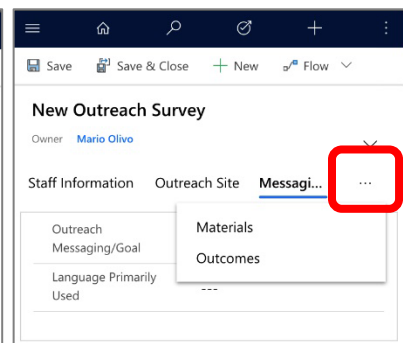 Save Save & Close New Flow
New Outreach Survey
Owner Mario Olivo
Staff Information Outreach Site Messagi... ...
Materials
Outcomes
Outreach
Messaging/Goal
Language Primarily
Used
---